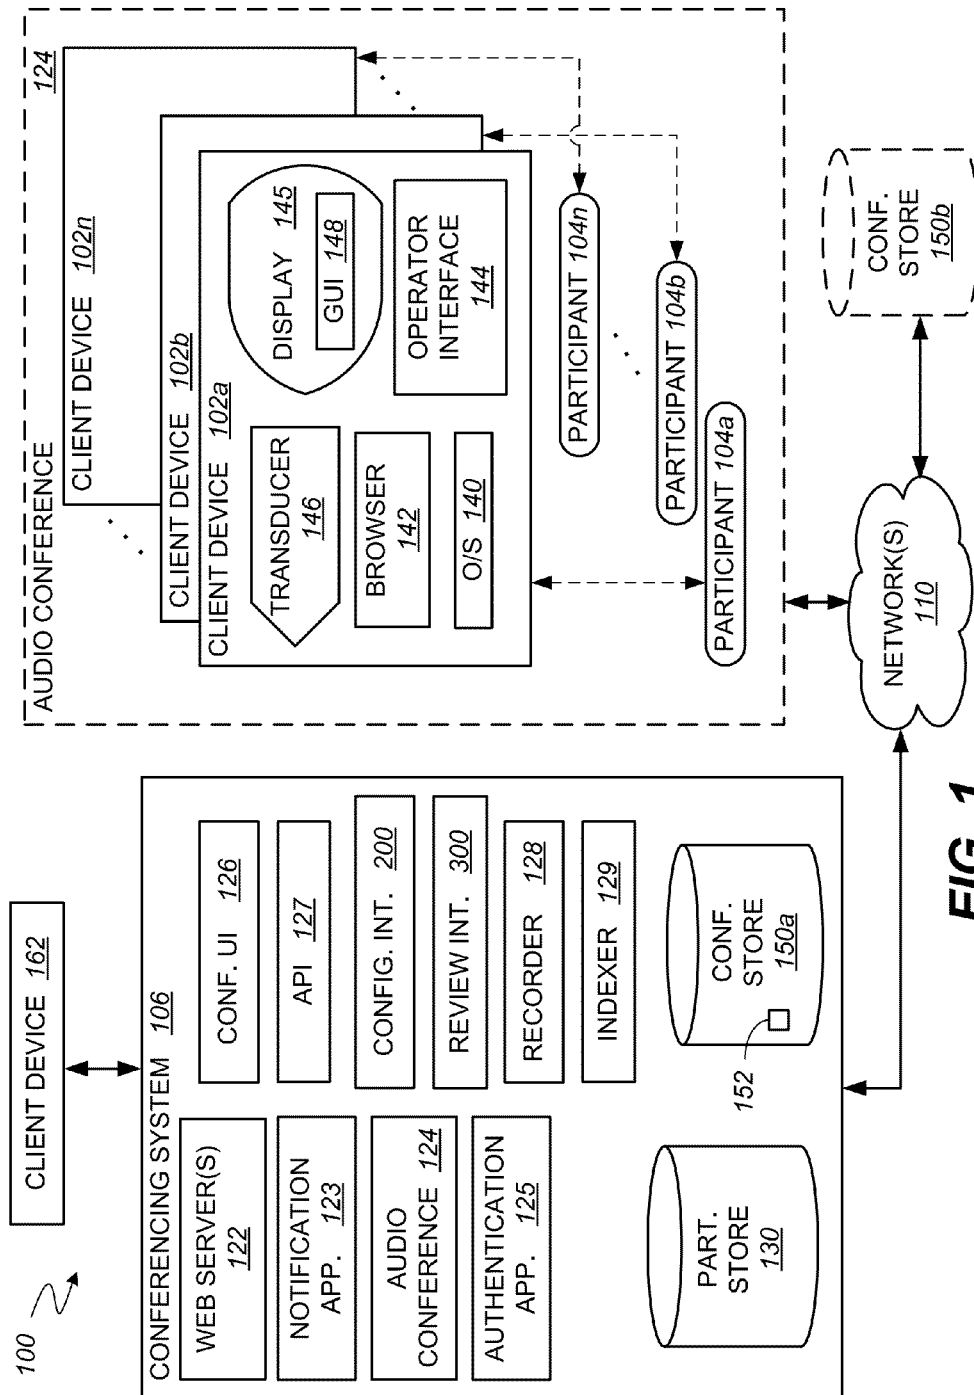 100
CLIENT DEVICE 162
CONFERENCING SYSTEM 106
WEB SERVER(S)
122
NOTIFICATION
APP. 123
AUDIO
CONFERENCE 124
AUTHENTICATION
APP. 125
PART.
STORE
130
CONF. UI 126
API 127
CONFIG. INT. 200
REVIEW INT. 300
RECORDER 128
INDEXER 129
152
CONF.
STORE
150a
AUDIO CONFERENCE 124
CLIENT DEVICE 102n
CLIENT DEVICE 102b
CLIENT DEVICE 102a
TRANSDUCER
146
BROWSER
142
O/S 140
DISPLAY 145
GUI 148
OPERATOR
INTERFACE
144
PARTICIPANT 104n
PARTICIPANT 104b
PARTICIPANT 104a
NETWORK(S)
110
CONF.
STORE
150b
FIG. 1